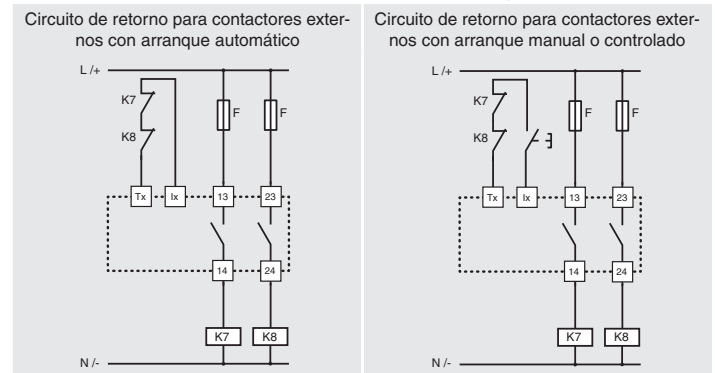 Circuito de retorno para contactores exter-
nos con arranque automático
L /+
K7
K8
F
F
Tx
Ix
13
23
14
24
K7
K8
N /-
Circuito de retorno para contactores exter-
nos con arranque manual o controlado
L /+
K7
K8
F
F
Tx
Ix
13
23
14
24
K7
K8
N /-